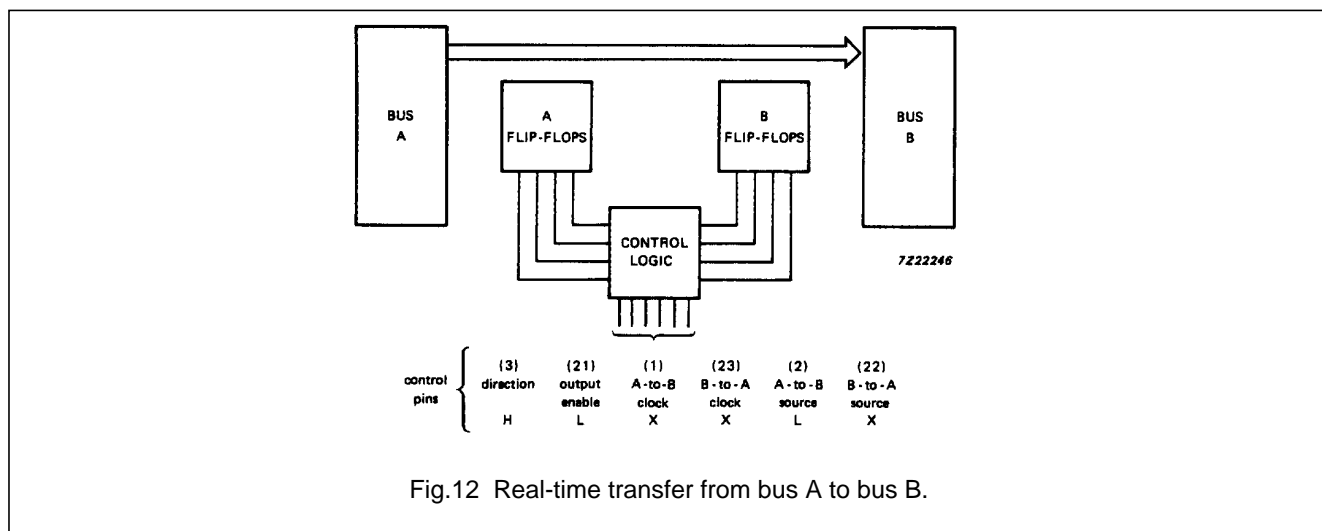 BUS
A
A
FLIP-FLOPS
B
FLIP-FLOPS
BUS
B
CONTROL
LOGIC
7Z22246
control
pins
(3) (21) (1) (23) (2) (22)
direction output A-to-B B-to-A A-to-B B-to-A
enable clock clock source source
H L X X L X
Fig.12 Real-time transfer from bus A to bus B.